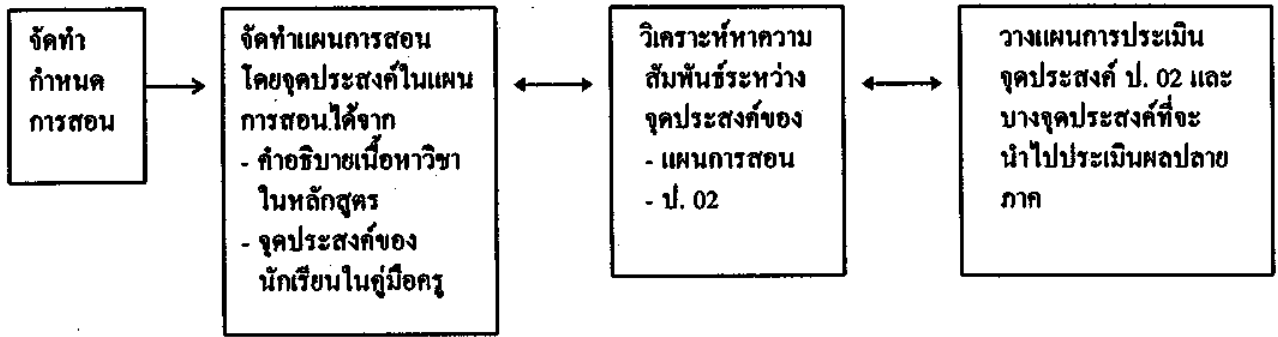 จัดทำ
กำหนด
การสอน
จัดทำแผนการสอน
โดยจุดประสงค์ในแผน
การสอนได้จาก
- คำอธิบายเนื้อหาวิชา
ในหลักสูตร
- จุดประสงค์ของ
นักเรียนในคู่มือครู
วิเคราะห์หาความ
สัมพันธ์ระหว่าง
จุดประสงค์ของ
- แผนการสอน
- ป. 02
วางแผนการประเมิน
จุดประสงค์ ป. 02 และ
บางจุดประสงค์ที่จะ
นำไปประเมินผลปลาย
ภาค